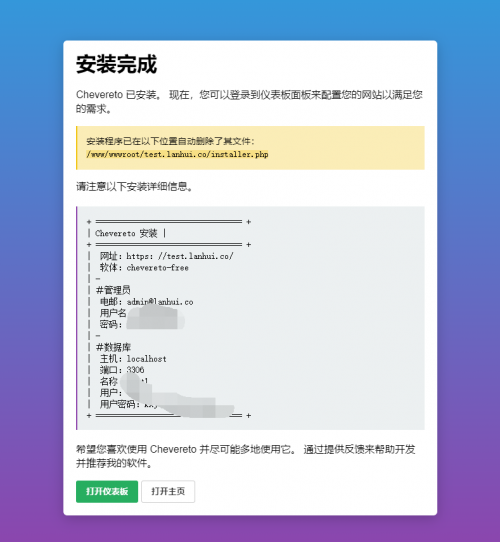 安装完成
Chevereto 已安装。 现在，您可以登录到仪表板面板来配置您的网站以满足您
的需求。
安装程序已在以下位置自动删除了其文件：
/www/wwwroot/test.lanhui.co/installer.php
请注意以下安装详细信息。
+ ============================== +
| Chevereto 安装 |
+ ============================== +
| 网址：https: //test.lanhui.co/
| 软体：chevereto-free
| -
| #管理员
| 电邮：admin@lanhui.co
| 用户名
| 密码：
| -
| #数据库
| 主机：localhost
| 端口：3306
| 名称
| 用户：
| 用户密码：
+ ============================== +
希望您喜欢使用 Chevereto 并尽可能多地使用它。 通过提供反馈来帮助开发
并推荐我的软件。
打开仪表板 打开主页